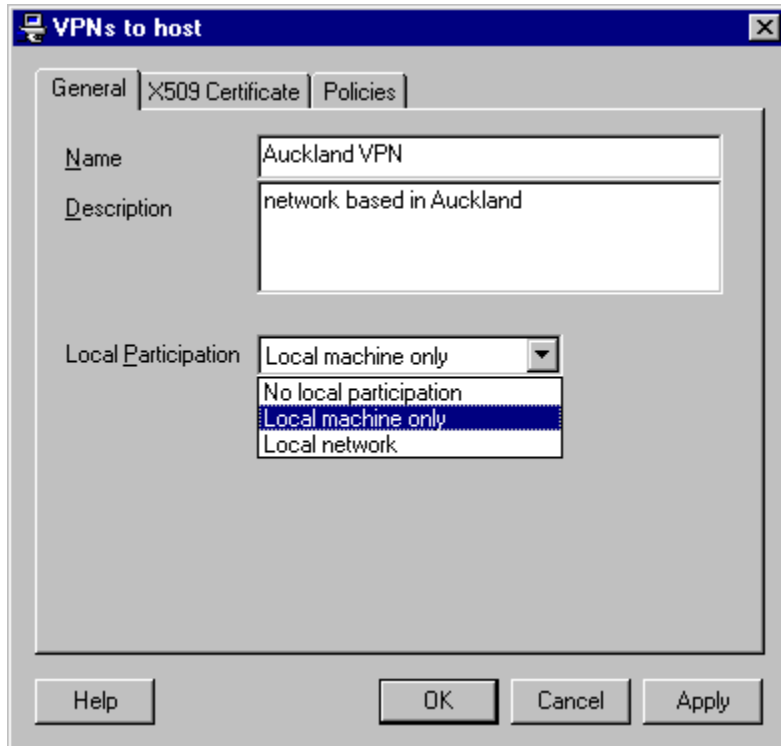 VPNs to host
General X509 Certificate Policies
Name Auckland VPN
Description network based in Auckland
Local Participation Local machine only
No local participation
Local machine only
Local network
Help OK Cancel Apply